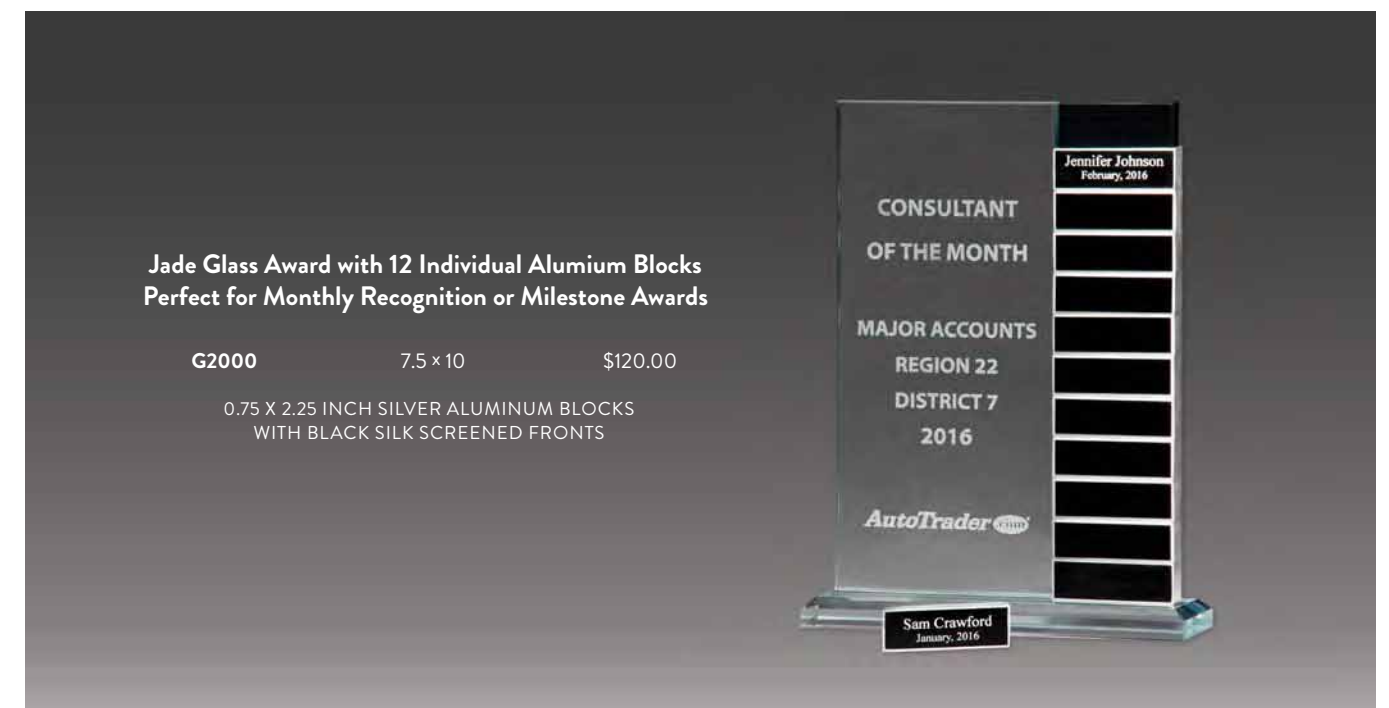 Jade Glass Award with 12 Individual Alumium Blocks
Perfect for Monthly Recognition or Milestone Awards
G2000 7.5 x 10 $120.00
0.75 X 2.25 INCH SILVER ALUMINUM BLOCKS
WITH BLACK SILK SCREENED FRONTS
Jennifer Johnson
February, 2016
CONSULTANT
OF THE MONTH
MAJOR ACCOUNTS
REGION 22
DISTRICT 7
2016
AutoTrader.com
Sam Crawford
January, 2016